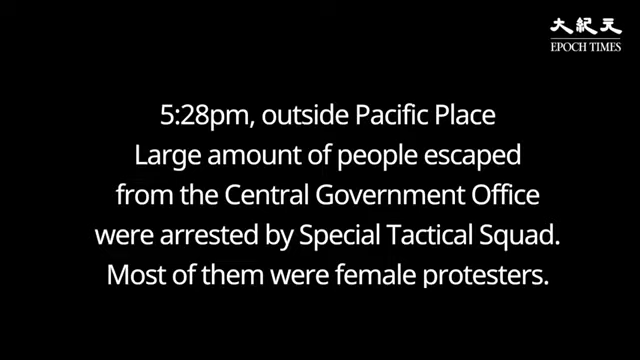 大紀元
EPOCH TIMES
5:28pm, outside Pacific Place
Large amount of people escaped
from the Central Government Office
were arrested by Special Tactical Squad.
Most of them were female protesters.